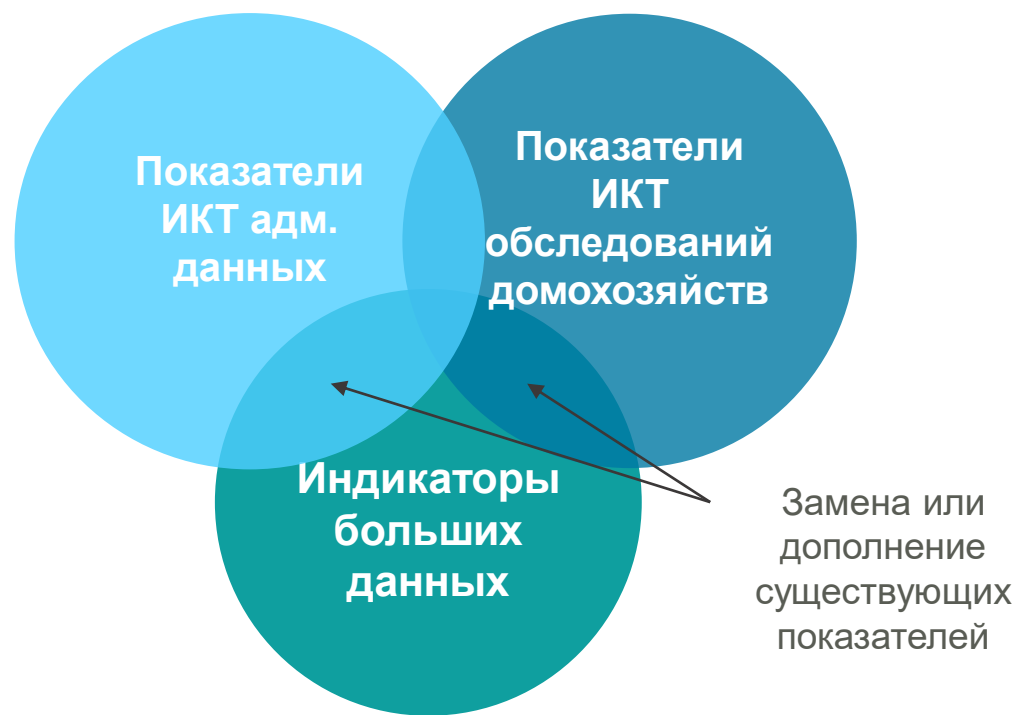 Показатели
ИКТ адм.
данных
Показатели
ИКТ
обследований
домохозяйств
Индикаторы
больших
данных
Замена или
дополнение
существующих
показателей